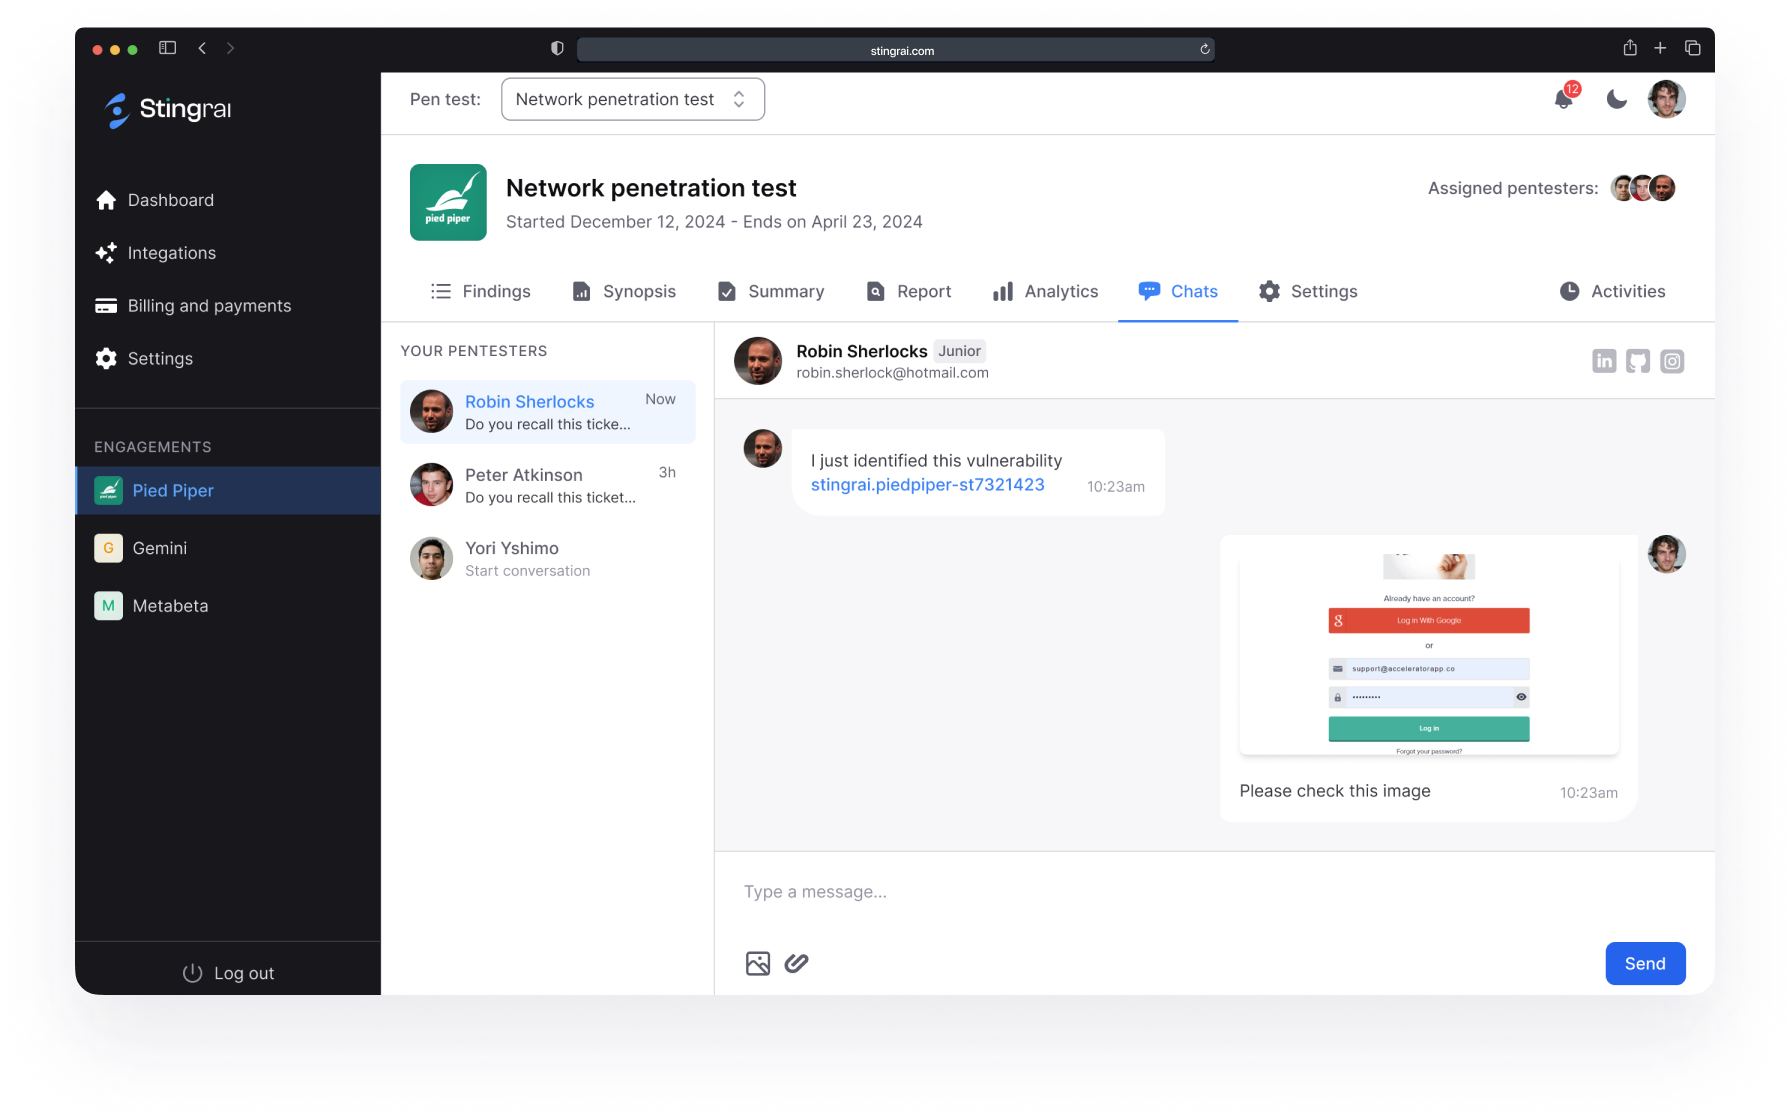 stingrai.com
Stingrai
Dashboard
Integations
Billing and payments
Settings
ENGAGEMENTS
pied piper
Pied Piper
G
Gemini
M
Metabeta
Log out
Pen test:
Network penetration test
12
pied piper
Network penetration test
Started December 12, 2024 - Ends on April 23, 2024
Assigned pentesters:
Findings
Synopsis
Summary
Report
Analytics
Chats
Settings
Activities
YOUR PENTESTERS
Robin Sherlocks
Now
Do you recall this ticke...
Peter Atkinson
3h
Do you recall this ticket...
Yori Yshimo
Start conversation
Robin Sherlocks
Junior
robin.sherlock@hotmail.com
in
I just identified this vulnerability
stingrai.piedpiper-st7321423
10:23am
Already have an account?
g
Log in With Google
or
support@acceleratorapp.co
Log in
Forgot your password?
Please check this image
10:23am
Type a message...
Send